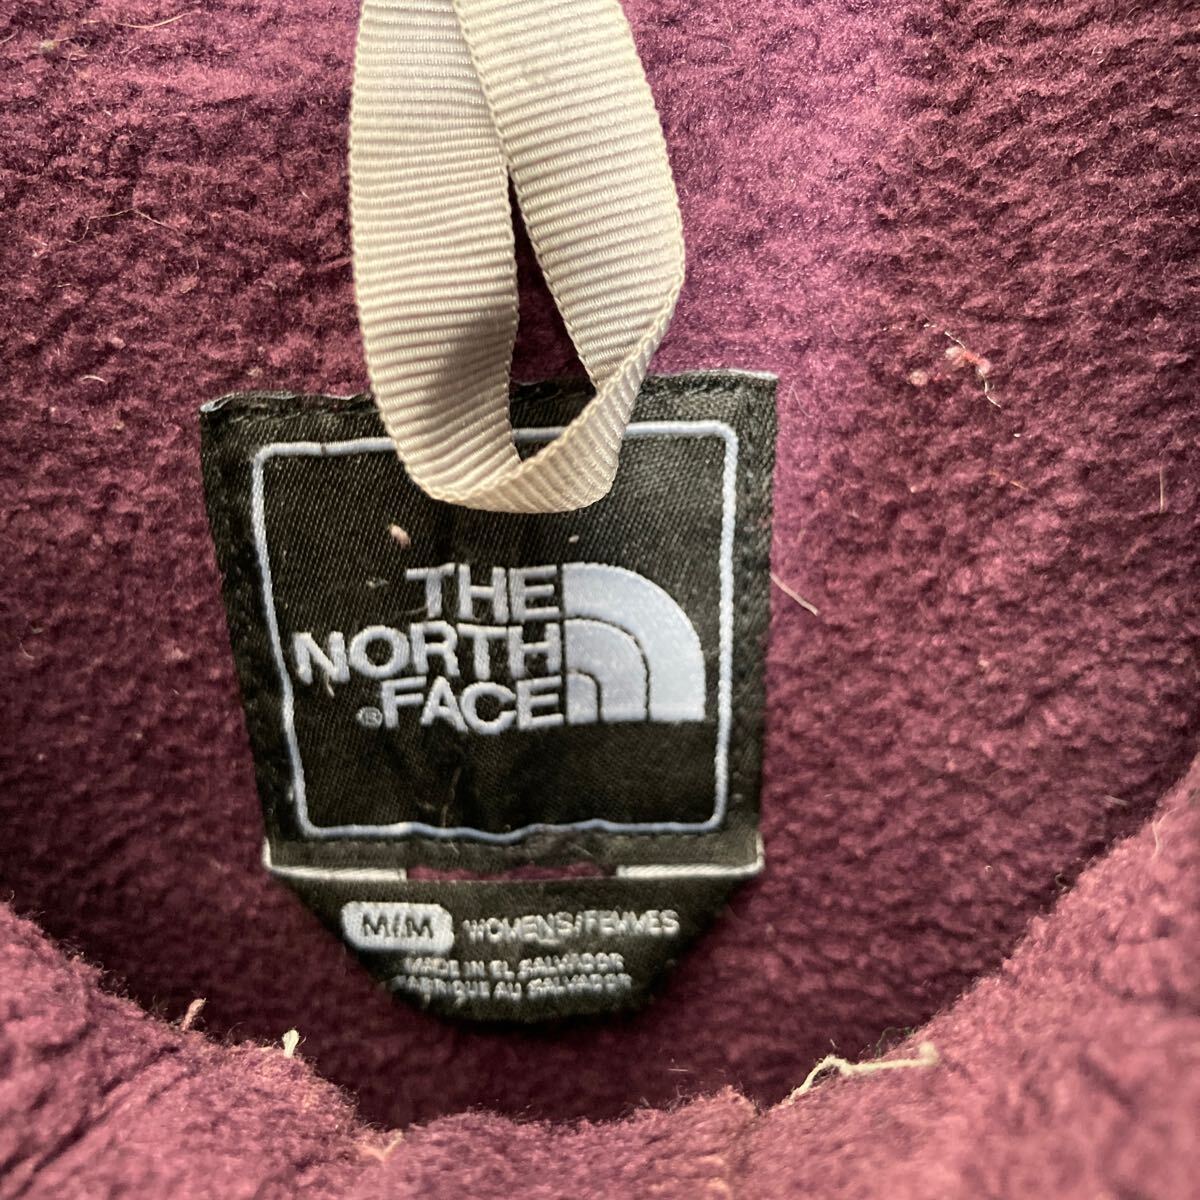 THE
NORTH
®FACE
M/M WOMENS/FEMMES
MADE IN EL SALVADOR
FABRIQUE AU SALVADOR